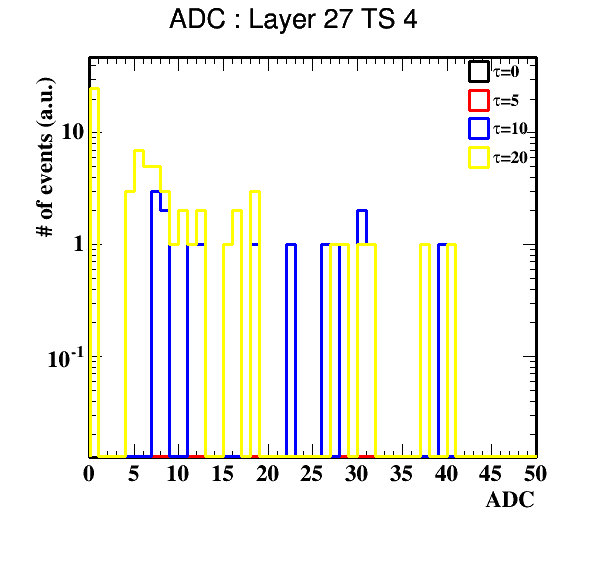 ADC : Layer 27 TS 4
# of events (a.u.)
τ=0
τ=5
τ=10
τ=20
10
1
10⁻¹
0 5 10 15 20 25 30 35 40 45 50
ADC